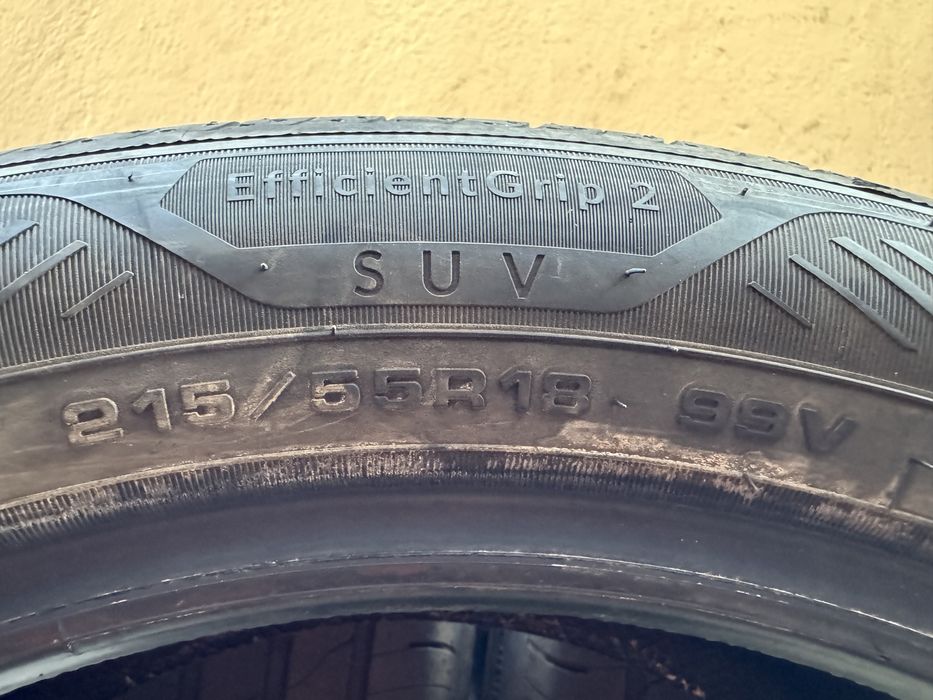 EfficientGrip 2
SUV
215/55R18 99V